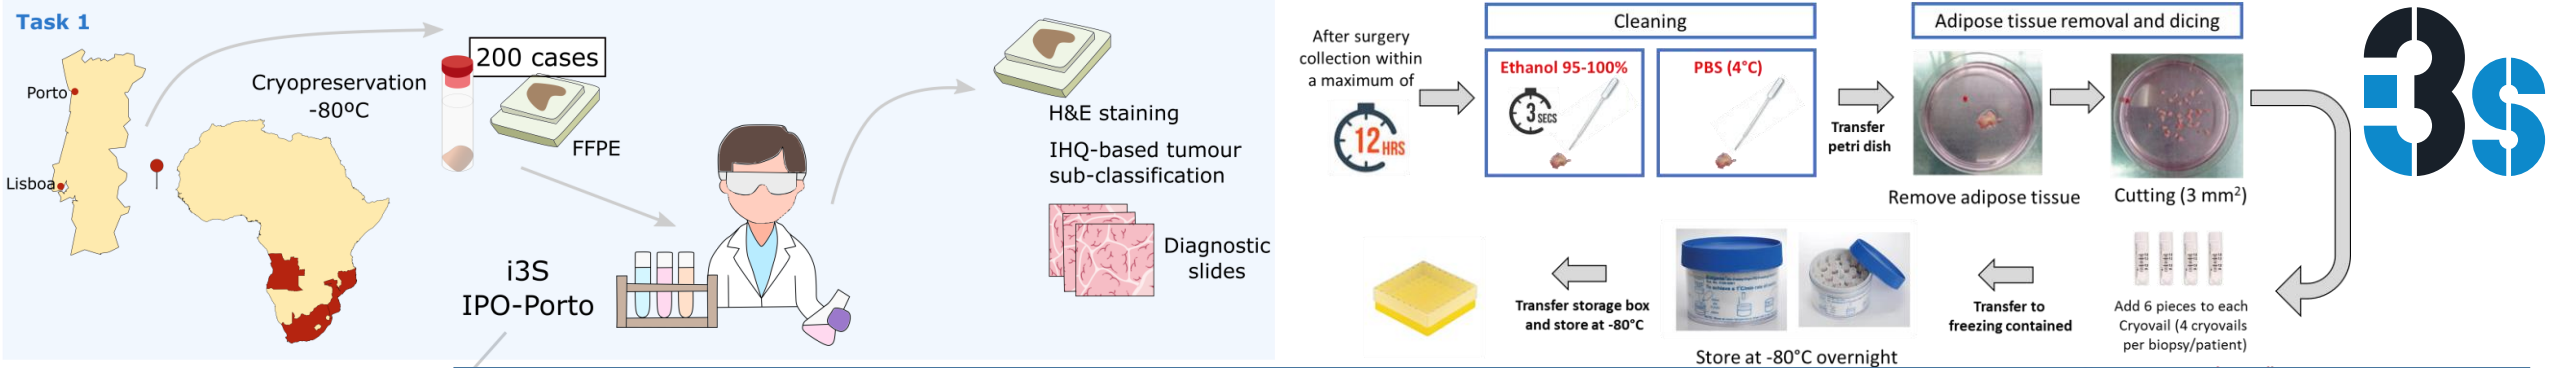 Task 1
Porto
Lisboa
Cryopreservation
-80ºC
200 cases
FFPE
i3S
IPO-Porto
H&E staining
IHQ-based tumour
sub-classification
Diagnostic
slides
After surgery
collection within
a maximum of
12 HRS
Cleaning
Ethanol 95-100%
3 SECS
PBS (4°C)
Transfer
petri dish
Adipose tissue removal and dicing
Remove adipose tissue
Cutting (3 mm²)
Add 6 pieces to each
Cryovail (4 cryovails
per biopsy/patient)
Transfer to
freezing contained
Store at -80°C overnight
Transfer storage box
and store at -80°C
i3S